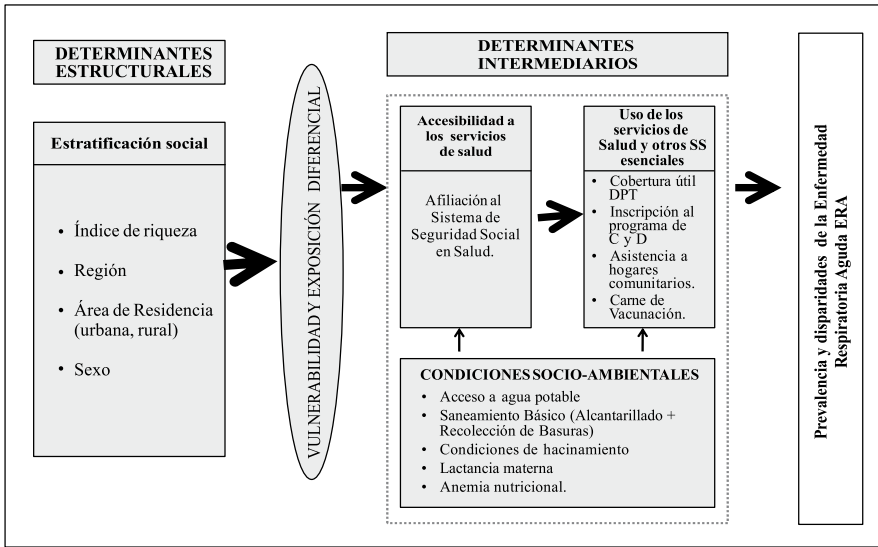 DETERMINANTES
ESTRUCTURALES
Estratificación social
• Índice de riqueza
• Región
• Área de Residencia
(urbana, rural)
• Sexo
VULNERABILIDAD Y EXPOSICIÓN DIFERENCIAL
DETERMINANTES
INTERMEDIARIOS
Accesibilidad a
los servicios
de salud
Afiliación al
Sistema de
Seguridad Social
en Salud.
Uso de los
servicios de
Salud y otros SS
esenciales
• Cobertura útil
DPT
• Inscripción al
programa de
C y D
• Asistencia a
hogares
comunitarios.
• Carne de
Vacunación.
CONDICIONES SOCIO-AMBIENTALES
• Acceso a agua potable
• Saneamiento Básico (Alcantarillado +
Recolección de Basuras)
• Condiciones de hacinamiento
• Lactancia materna
• Anemia nutricional.
Prevalencia y disparidades de la Enfermedad
Respiratoria Aguda ERA